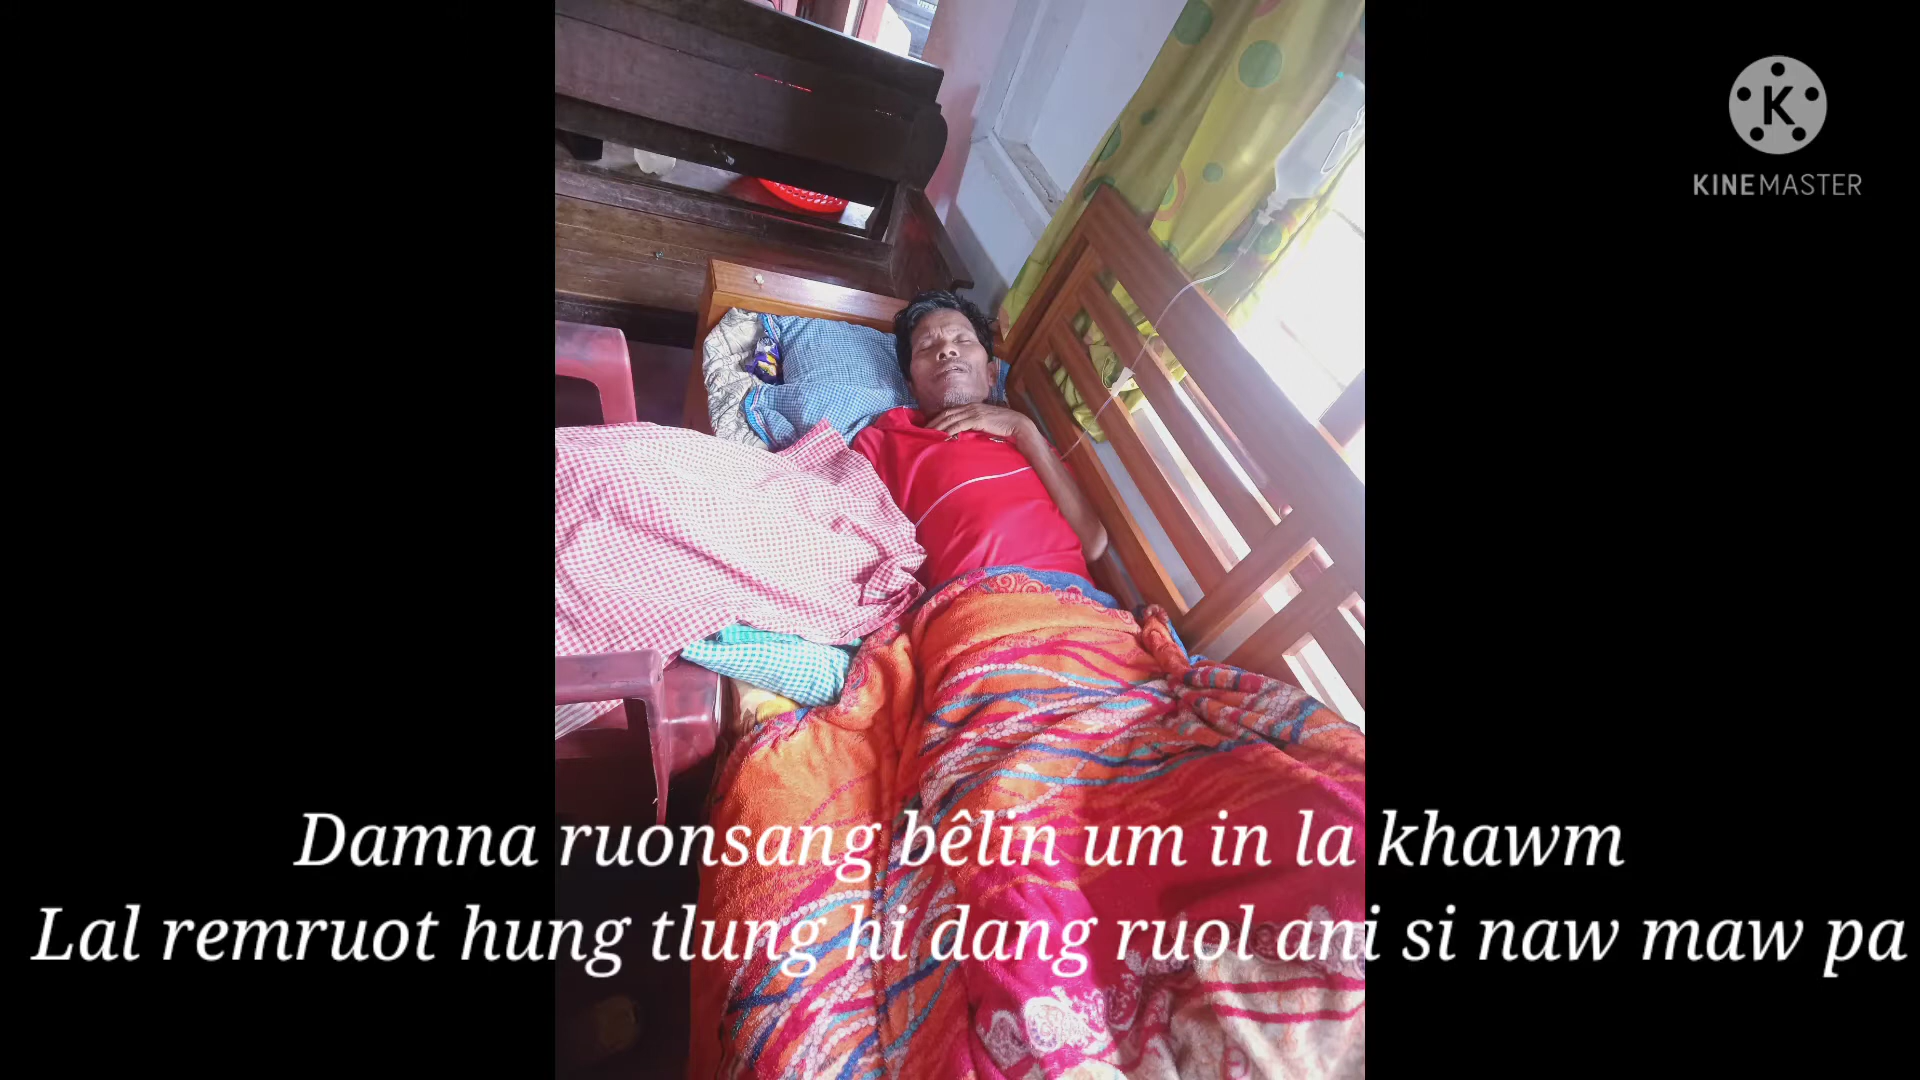 KINEMASTER
Damna ruonsang bêlin um in la khawm
Lal remruot hung tlung hi dang ruol ani si naw maw pa